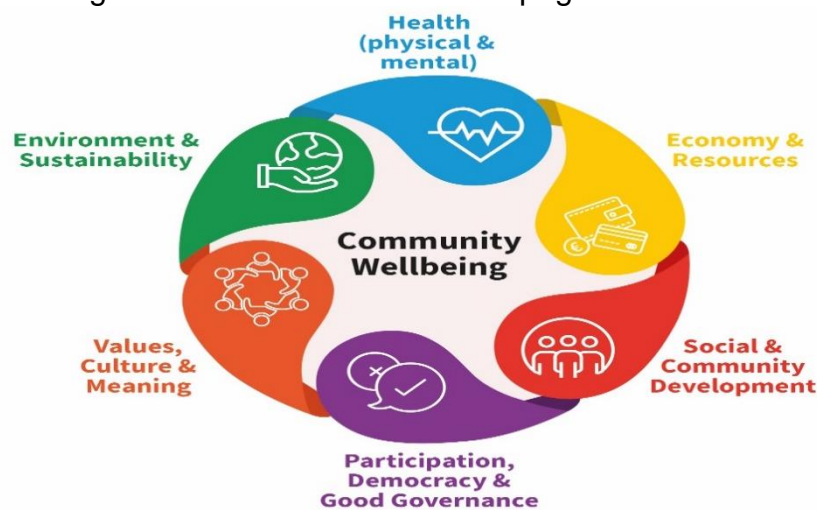 Health
(physical &
mental)
Environment &
Sustainability
Economy &
Resources
Community
Wellbeing
€
Values,
Culture &
Meaning
Social &
Community
Development
Participation,
Democracy &
Good Governance